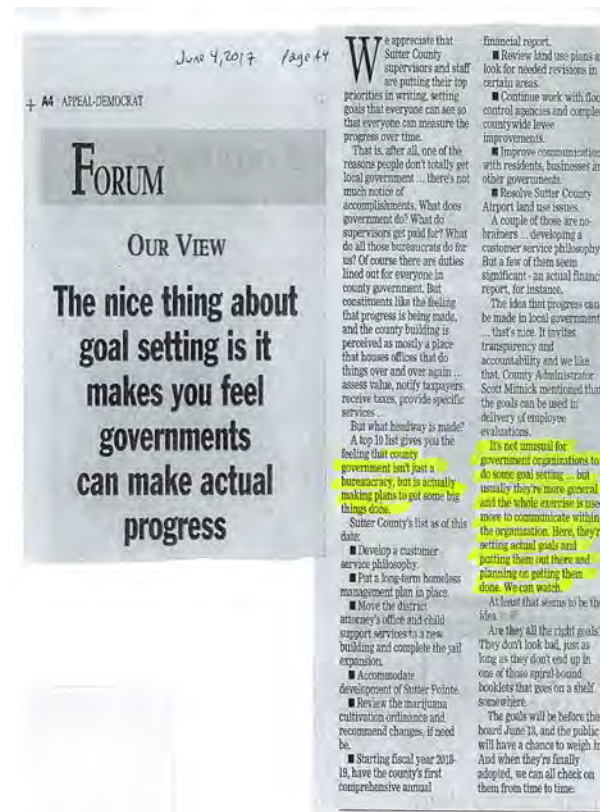 June 4, 2017 Page A4
A4 APPEAL-DEMOCRAT
FORUM
OUR VIEW
The nice thing about
goal setting is it
makes you feel
governments
can make actual
progress
We appreciate that
Sutter County
supervisors and staff
are putting their top
priorities in writing, setting
goals that everyone can see so
that everyone can measure the
progress over time.
That is, after all, one of the
reasons people don't totally get
local government ... there's not
much notice of
accomplishments. What does
government do? What do
supervisors get paid for? What
do all those bureaucrats do for
us? Of course there are duties
lined out for everyone in
county government. But
constituents like the feeling
that progress is being made,
and the county building is
perceived as mostly a place
that houses offices that do
things over and over again ...
assess value, notify taxpayers,
receive taxes, provide specific
services ...
But what headway is made?
A top 10 list gives you the
feeling that county
government isn't just a
bureaucracy, but is actually
making plans to get some big
things done.
Sutter County's list as of this
date:
■ Develop a customer
service philosophy.
■ Put a long-term homeless
management plan in place.
■ Move the district
attorney's office and child
support services to a new
building and complete the jail
expansion.
■ Accommodate
development of Sutter Pointe.
■ Review the marijuana
cultivation ordinance and
recommend changes, if need
be.
■ Starting fiscal year 2018-
19, have the county's first
comprehensive annual
financial report.
■ Review land use plans a
look for needed revisions in
certain areas.
■ Continue work with floo
control agencies and comple
countywide levee
improvements.
■ Improve communication
with residents, businesses an
other governments.
■ Resolve Sutter County
Airport land use issues.
A couple of those are no-
brainers ... developing a
customer service philosophy
But a few of them seem
significant - an actual financ
report, for instance.
The idea that progress can
be made in local government
... that's nice. It invites
transparency and
accountability and we like
that. County Administrator
Scott Mitnick mentioned that
the goals can be used in
delivery of employee
evaluations.
It's not unusual for
government organizations to
do some goal setting ... but
usually they're more general
and the whole exercise is use
more to communicate within
the organization. Here, they'r
setting actual goals and
putting them out there and
planning on getting them
done. We can watch.
At least that seems to be the
idea.
Are they all the right goals?
They don't look bad, just as
long as they don't end up in
one of those spiral-bound
booklets that goes on a shelf
somewhere.
The goals will be before the
board June 13, and the public
will have a chance to weigh in
And when they're finally
adopted, we can all check on
them from time to time.